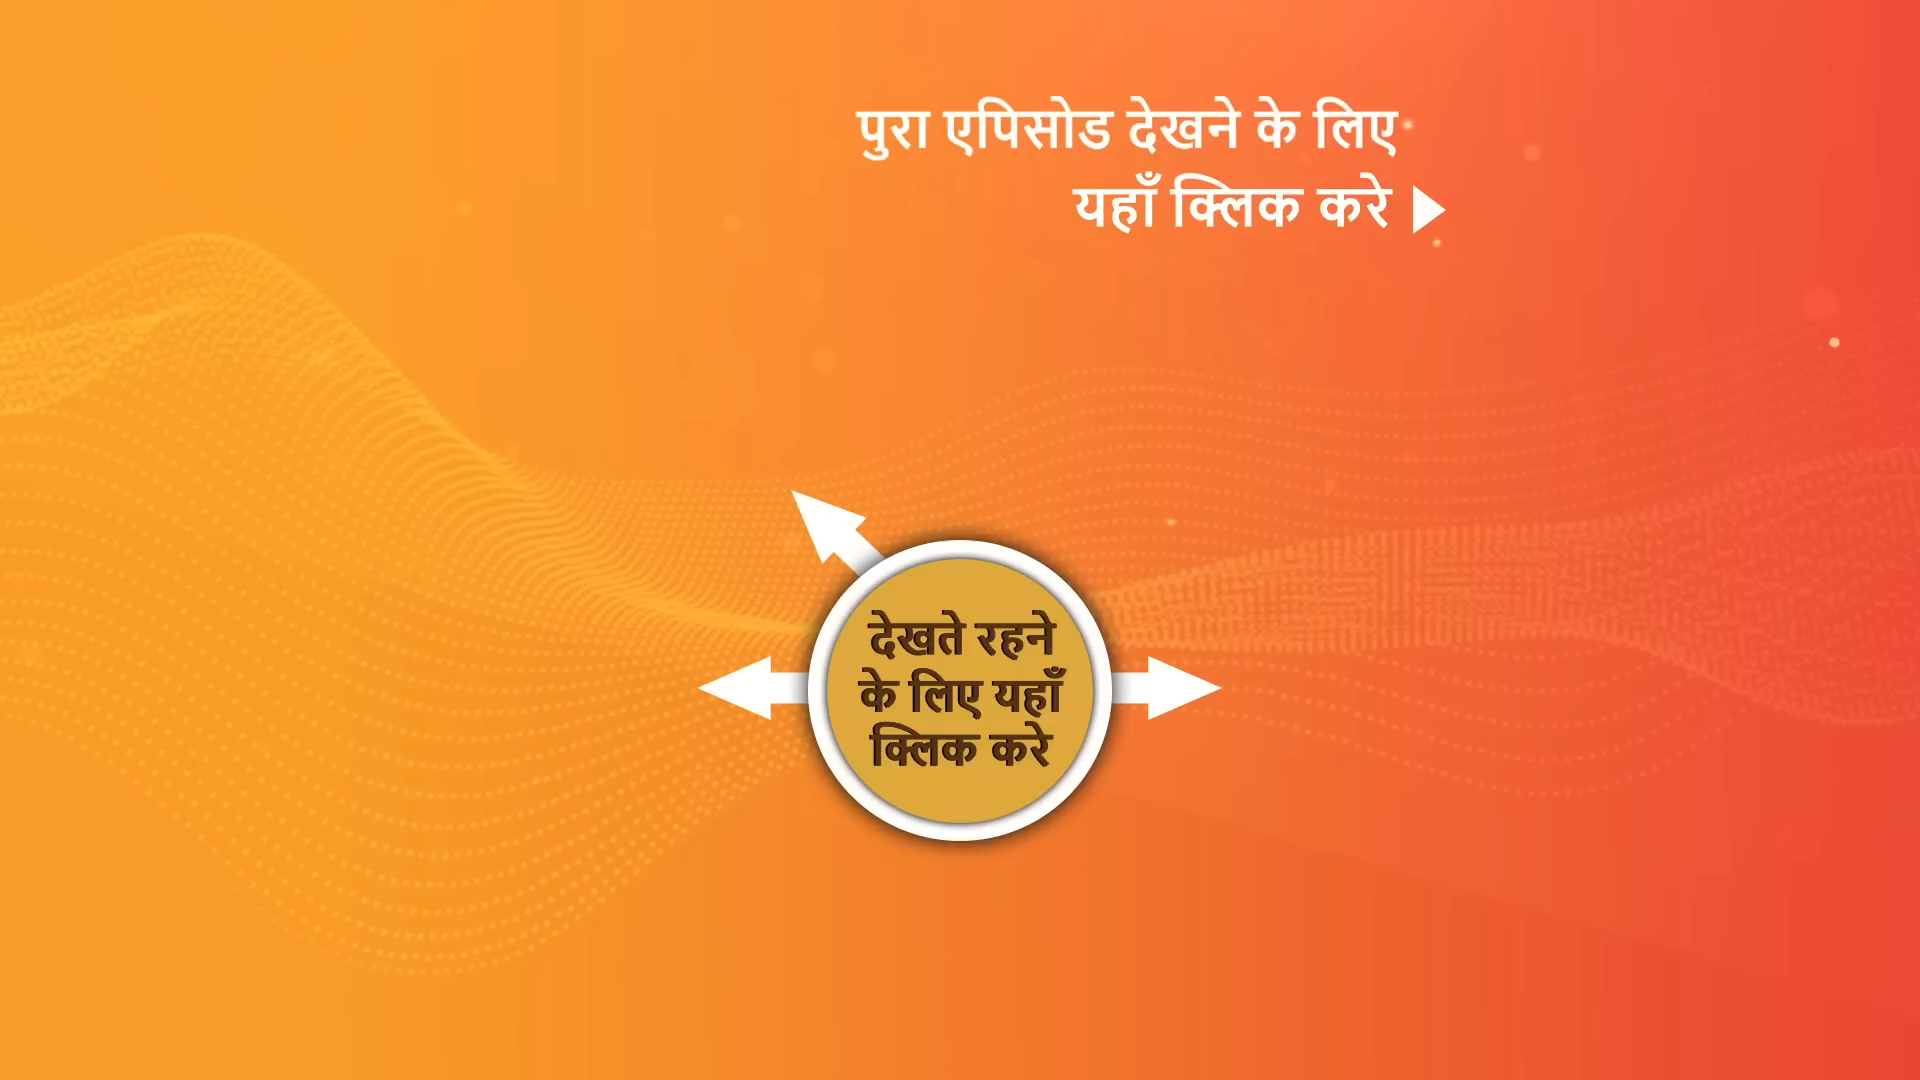 पुरा एपिसोड देखने के लिए
यहाँ क्लिक करे
देखते रहने
के लिए यहाँ
क्लिक करे